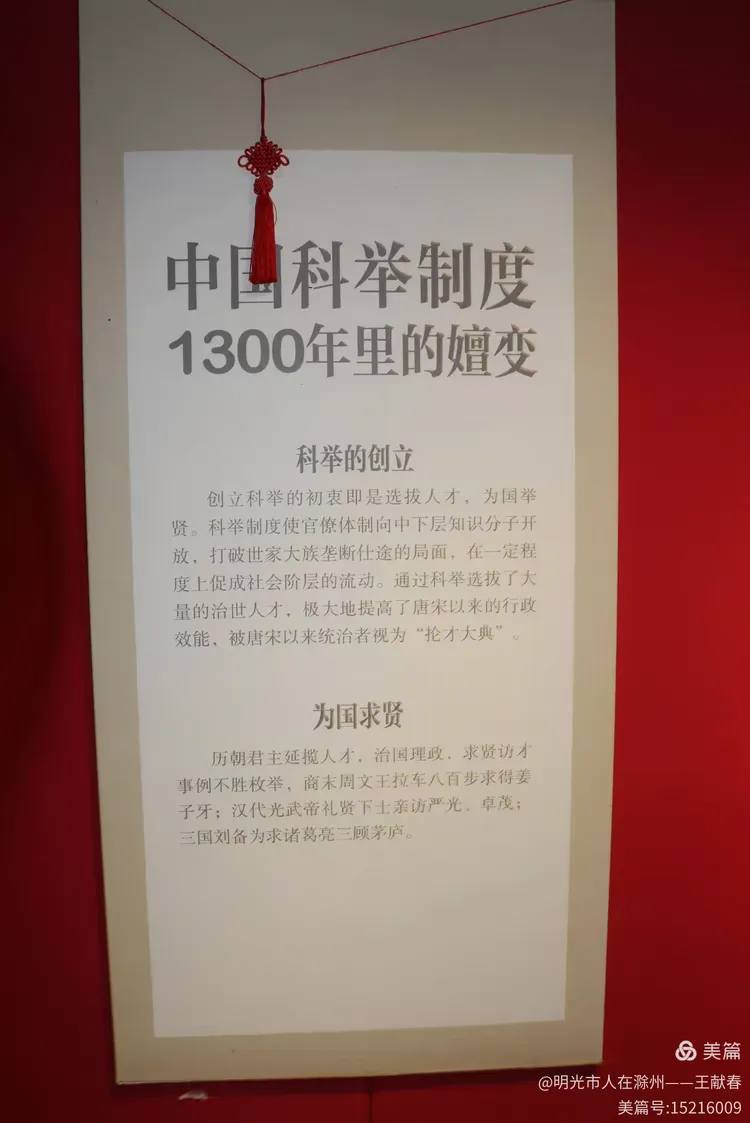 中国科举制度
1300年里的嬗变
科举的创立
创立科举的初衷即是选拔人才，为国举
贤。科举制度使官僚体制向中下层知识分子开
放，打破世家大族垄断仕途的局面，在一定程
度上促成社会阶层的流动。通过科举选拔了大
量的治世人才，极大地提高了唐宋以来的行政
效能，被唐宋以来统治者视为“抡才大典”。
为国求贤
历朝君主延揽人才，治国理政，求贤访才
事例不胜枚举，商末周文王拉车八百步求得姜
子牙；汉代光武帝礼贤下士亲访严光、卓茂；
三国刘备为求诸葛亮三顾茅庐。
美篇
@明光市人在滁州——王献春
美篇号:15216009